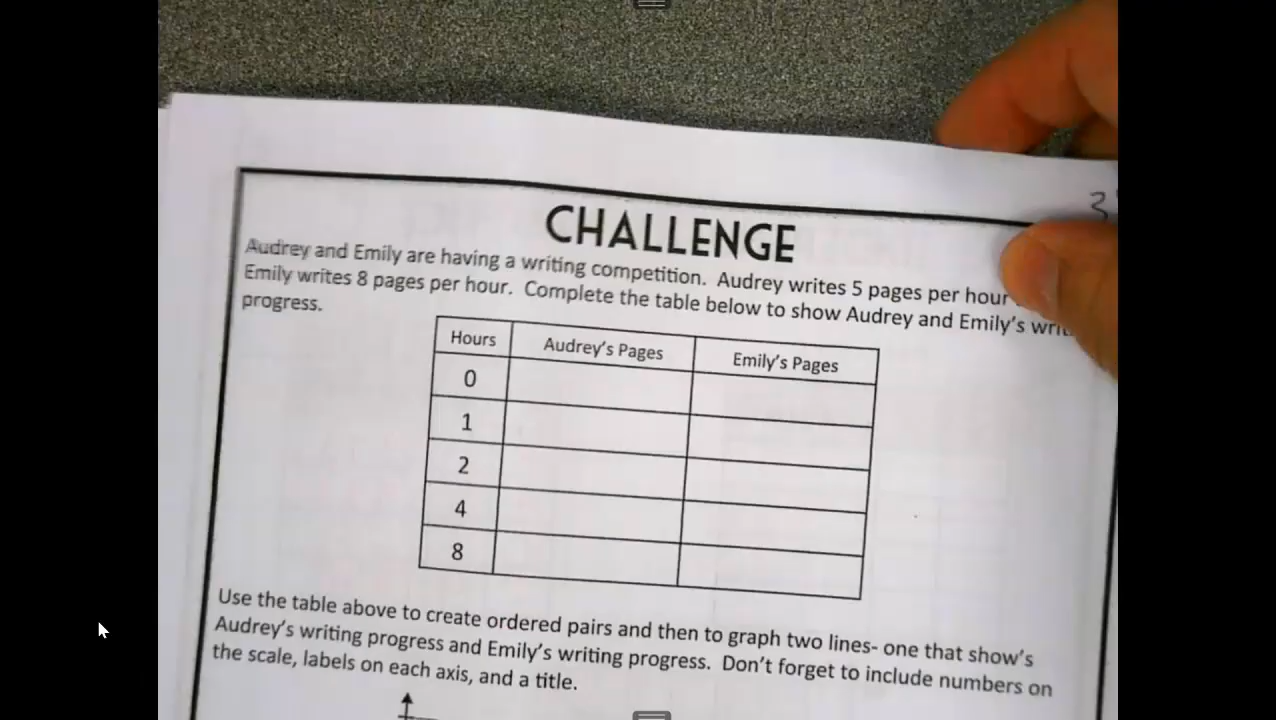 3
CHALLENGE
Audrey and Emily are having a writing competition. Audrey writes 5 pages per hour
Emily writes 8 pages per hour. Complete the table below to show Audrey and Emily's
progress.
Hours Audrey's Pages Emily's Pages
0
1
2
4
8
Use the table above to create ordered pairs and then to graph two lines- one that show's
Audrey's writing progress and Emily's writing progress. Don't forget to include numbers on
the scale, labels on each axis, and a title.